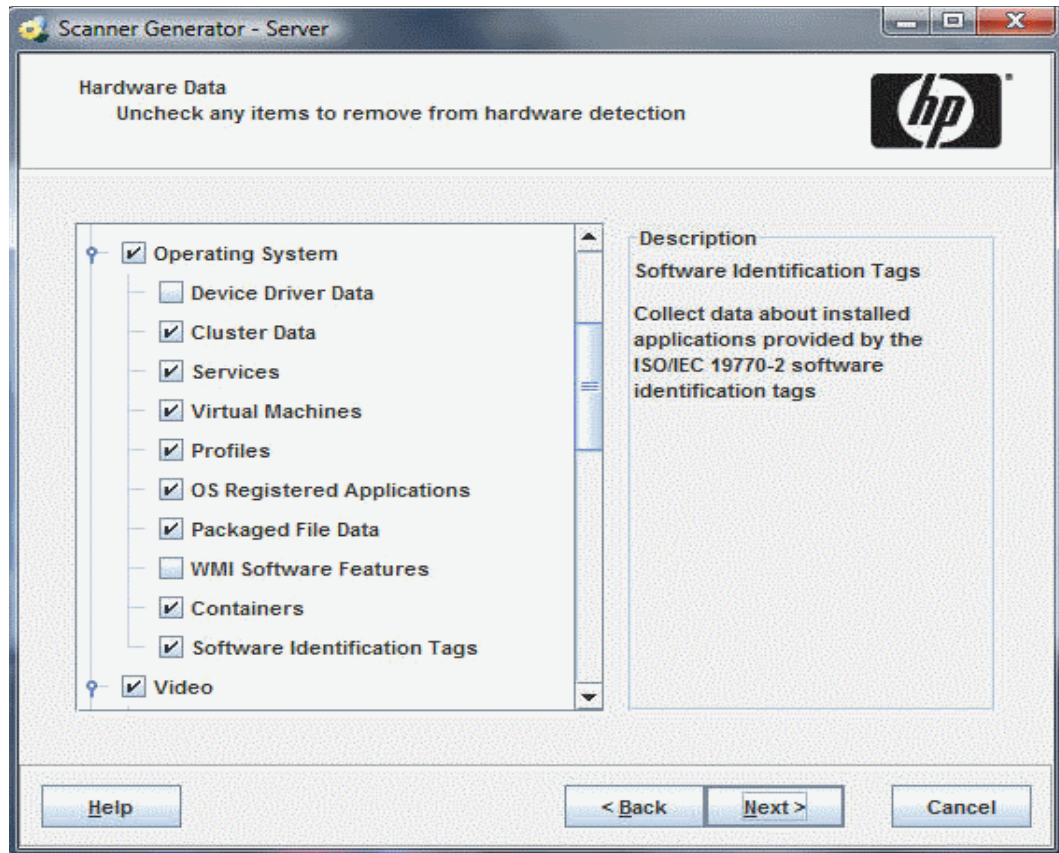 Scanner Generator - Server
Hardware Data
Uncheck any items to remove from hardware detection
hp
Operating System
Device Driver Data
Cluster Data
Services
Virtual Machines
Profiles
OS Registered Applications
Packaged File Data
WMI Software Features
Containers
Software Identification Tags
Video
Description
Software Identification Tags
Collect data about installed
applications provided by the
ISO/IEC 19770-2 software
identification tags
Help
< Back
Next >
Cancel